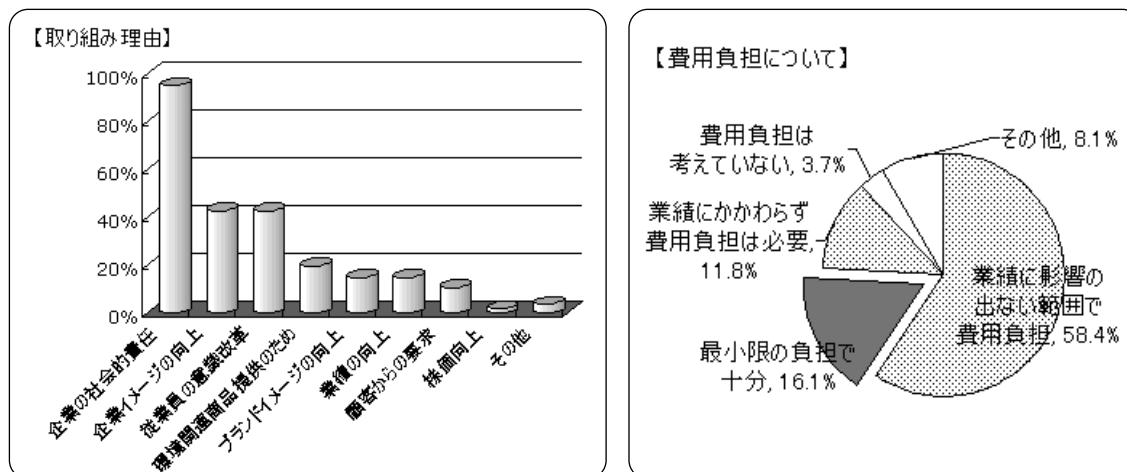 【取り組み理由】
100%
80%
60%
40%
20%
0%
企業の社会的責任
企業イメージの向上
従業員の意識改革
環境関連商品提供のため
ブランドイメージの向上
業績の向上
顧客からの要求
株価向上
その他
【費用負担について】
費用負担は
考えていない, 3.7%
その他, 8.1%
業績にかかわらず
費用負担は必要,
11.8%
業績に影響の
出ない範囲で
費用負担, 58.4%
最小限の負担で
十分, 16.1%